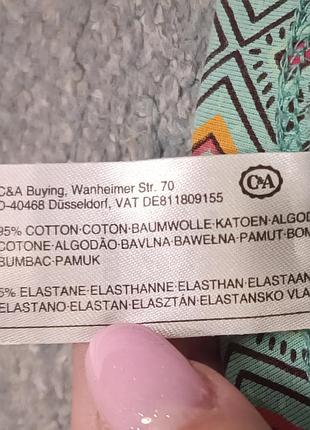 C&A Buying, Wanheimer Str. 70
C&A
D-40468 Düsseldorf, VAT DE811809155
95% COTTON·COTON·BAUMWOLLE·KATOEN·ALGOD
COTONE·ALGODÃO·BAVLNA·BAWEŁNA·PAMUT·BOM
BUMBAC·PAMUK
5% ELASTANE·ELASTHANNE·ELASTHAN·ELASTAAN
ELASTANO·ELASTAN·ELASZTÁN·ELASTANSKO VLA